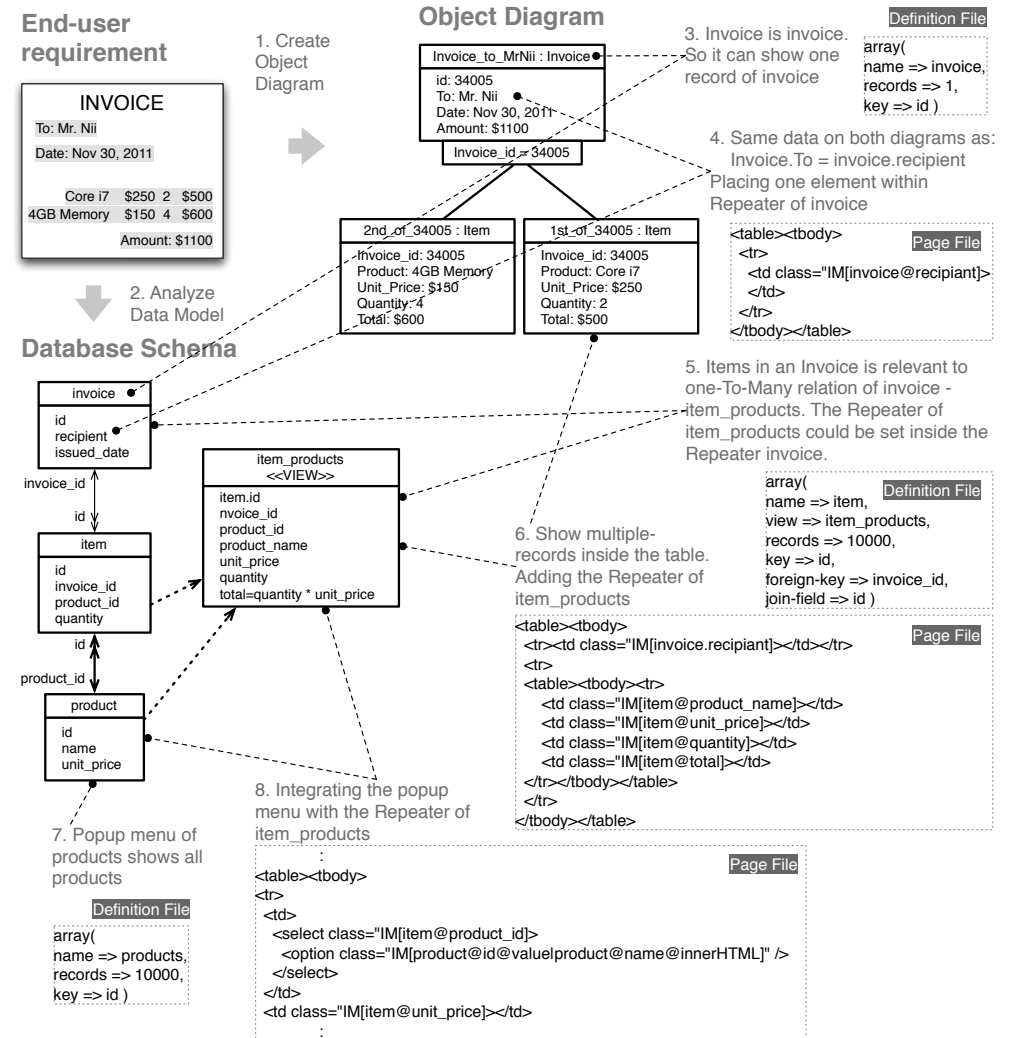 End-user
requirement
INVOICE
To: Mr. Nii
Date: Nov 30, 2011
Core i7 $250 2 $500
4GB Memory $150 4 $600
Amount: $1100
1. Create
Object
Diagram
Object Diagram
Invoice_to_MrNii : Invoice
id: 34005
To: Mr. Nii
Date: Nov 30, 2011
Amount: $1100
Invoice_id = 34005
2nd_of_34005 : Item
Invoice_id: 34005
Product: 4GB Memory
Unit_Price: $150
Quantity: 4
Total: $600
1st_of_34005 : Item
Invoice_id: 34005
Product: Core i7
Unit_Price: $250
Quantity: 2
Total: $500
3. Invoice is invoice.
So it can show one
record of invoice
Definition File
array(
name => invoice,
records => 1,
key => id )
4. Same data on both diagrams as:
Invoice.To = invoice.recipient
Placing one element within
Repeater of invoice
Page File
<table><tbody>
<tr>
<td class="IM[invoice@recipiant]>
</td>
</tr>
</tbody></table>
2. Analyze
Data Model
Database Schema
invoice
id
recipient
issued_date
invoice_id
id
item
id
invoice_id
product_id
quantity
id
product_id
product
id
name
unit_price
item_products
<<VIEW>>
item.id
nvoice_id
product_id
product_name
unit_price
quantity
total=quantity * unit_price
5. Items in an Invoice is relevant to
one-To-Many relation of invoice -
item_products. The Repeater of
item_products could be set inside the
Repeater invoice.
Definition File
array(
name => item,
view => item_products,
records => 10000,
key => id,
foreign-key => invoice_id,
join-field => id )
6. Show multiple-
records inside the table.
Adding the Repeater of
item_products
Page File
<table><tbody>
<tr><td class="IM[invoice.recipiant]></td></tr>
<tr>
<table><tbody><tr>
<td class="IM[item@product_name]></td>
<td class="IM[item@unit_price]></td>
<td class="IM[item@quantity]></td>
<td class="IM[item@total]></td>
</tr></tbody></table>
</tr>
</tbody></table>
7. Popup menu of
products shows all
products
Definition File
array(
name => products,
records => 10000,
key => id )
8. Integrating the popup
menu with the Repeater of
item_products
Page File
:
<table><tbody>
<tr>
<td>
<select class="IM[item@product_id]>
<option class="IM[product@id@value|product@name@innerHTML]" />
</select>
</td>
<td class="IM[item@unit_price]></td>
: